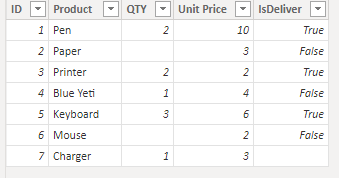 ID Product QTY Unit Price IsDeliver
1 Pen 2 10 True
2 Paper 3 False
3 Printer 2 2 True
4 Blue Yeti 1 4 False
5 Keyboard 3 6 True
6 Mouse 2 False
7 Charger 1 3